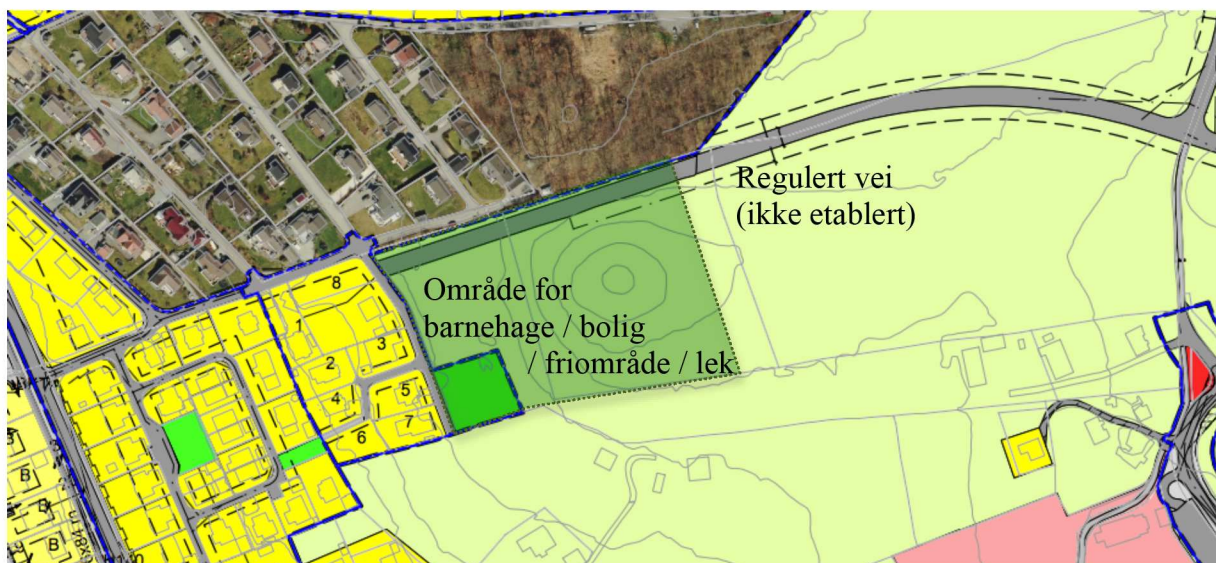 Regulert vei
(ikke etablert)
Område for
barnehage / bolig
/ friområde / lek
8
1
3
2
5
4
7
6
B
B
B